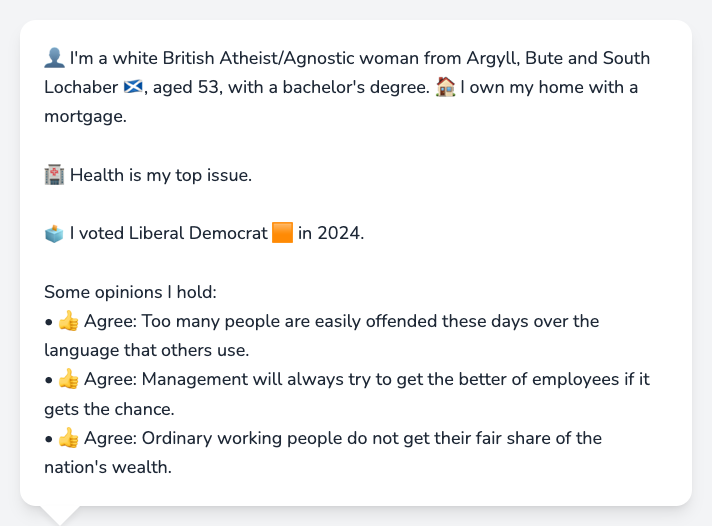 👤 I'm a white British Atheist/Agnostic woman from Argyll, Bute and South
Lochaber 🏴󠁧󠁢󠁳󠁣󠁴󠁿, aged 53, with a bachelor's degree. 🏠 I own my home with a
mortgage.
🏥 Health is my top issue.
🗳️ I voted Liberal Democrat 🟧 in 2024.
Some opinions I hold:
• 👍 Agree: Too many people are easily offended these days over the
language that others use.
• 👍 Agree: Management will always try to get the better of employees if it
gets the chance.
• 👍 Agree: Ordinary working people do not get their fair share of the
nation's wealth.